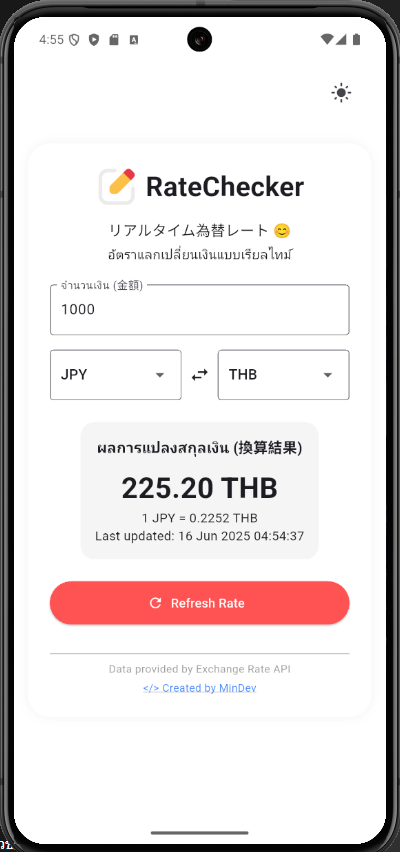 4:55
RateChecker
リアルタイム為替レート 😊
อัตราแลกเปลี่ยนเงินแบบเรียลไทม์
จำนวนเงิน (金額)
1000
JPY
THB
ผลการแปลงสกุลเงิน (換算結果)
225.20 THB
1 JPY = 0.2252 THB
Last updated: 16 Jun 2025 04:54:37
Refresh Rate
Data provided by Exchange Rate API
</> Created by MinDev